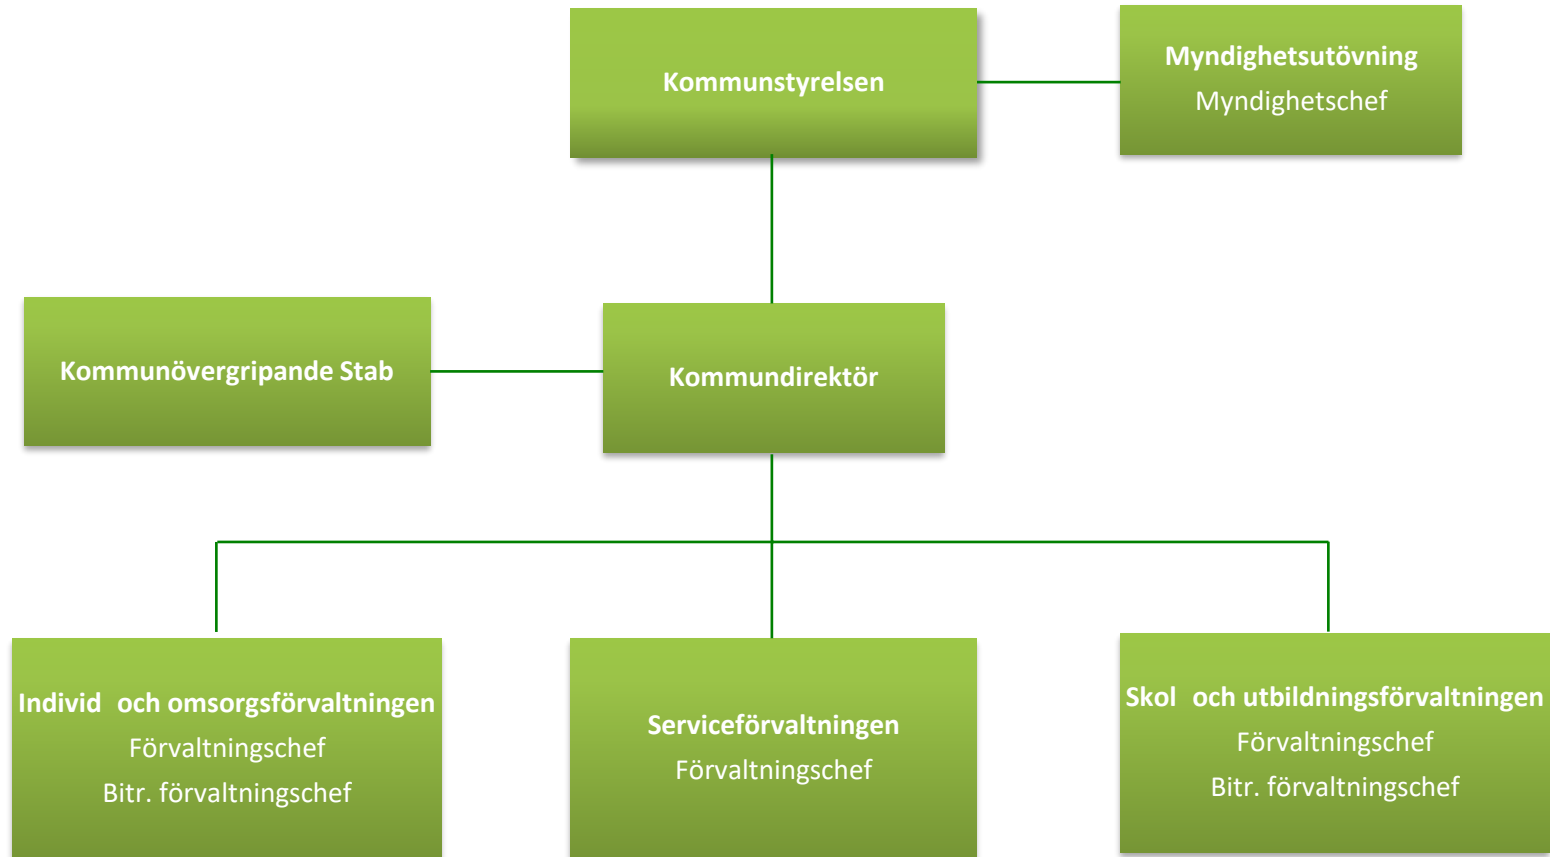 Kommunstyrelsen
Myndighetsutövning
Myndighetschef
Kommunövergripande Stab
Kommundirektör
Individ och omsorgsförvaltningen
Förvaltningschef
Bitr. förvaltningschef
Serviceförvaltningen
Förvaltningschef
Skol och utbildningsförvaltningen
Förvaltningschef
Bitr. förvaltningschef